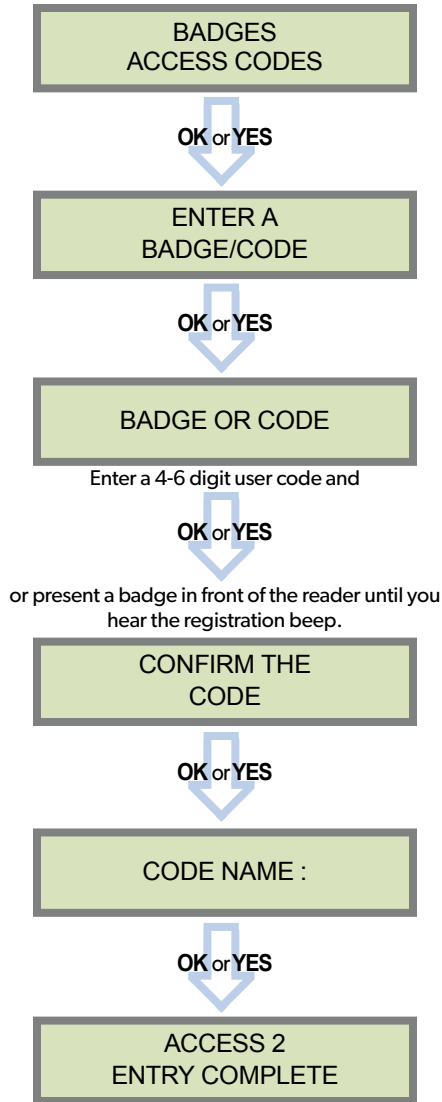 BADGES
ACCESS CODES
OK or YES
ENTER A
BADGE/CODE
OK or YES
BADGE OR CODE
Enter a 4-6 digit user code and
OK or YES
or present a badge in front of the reader until you
hear the registration beep.
CONFIRM THE
CODE
OK or YES
CODE NAME :
OK or YES
ACCESS 2
ENTRY COMPLETE